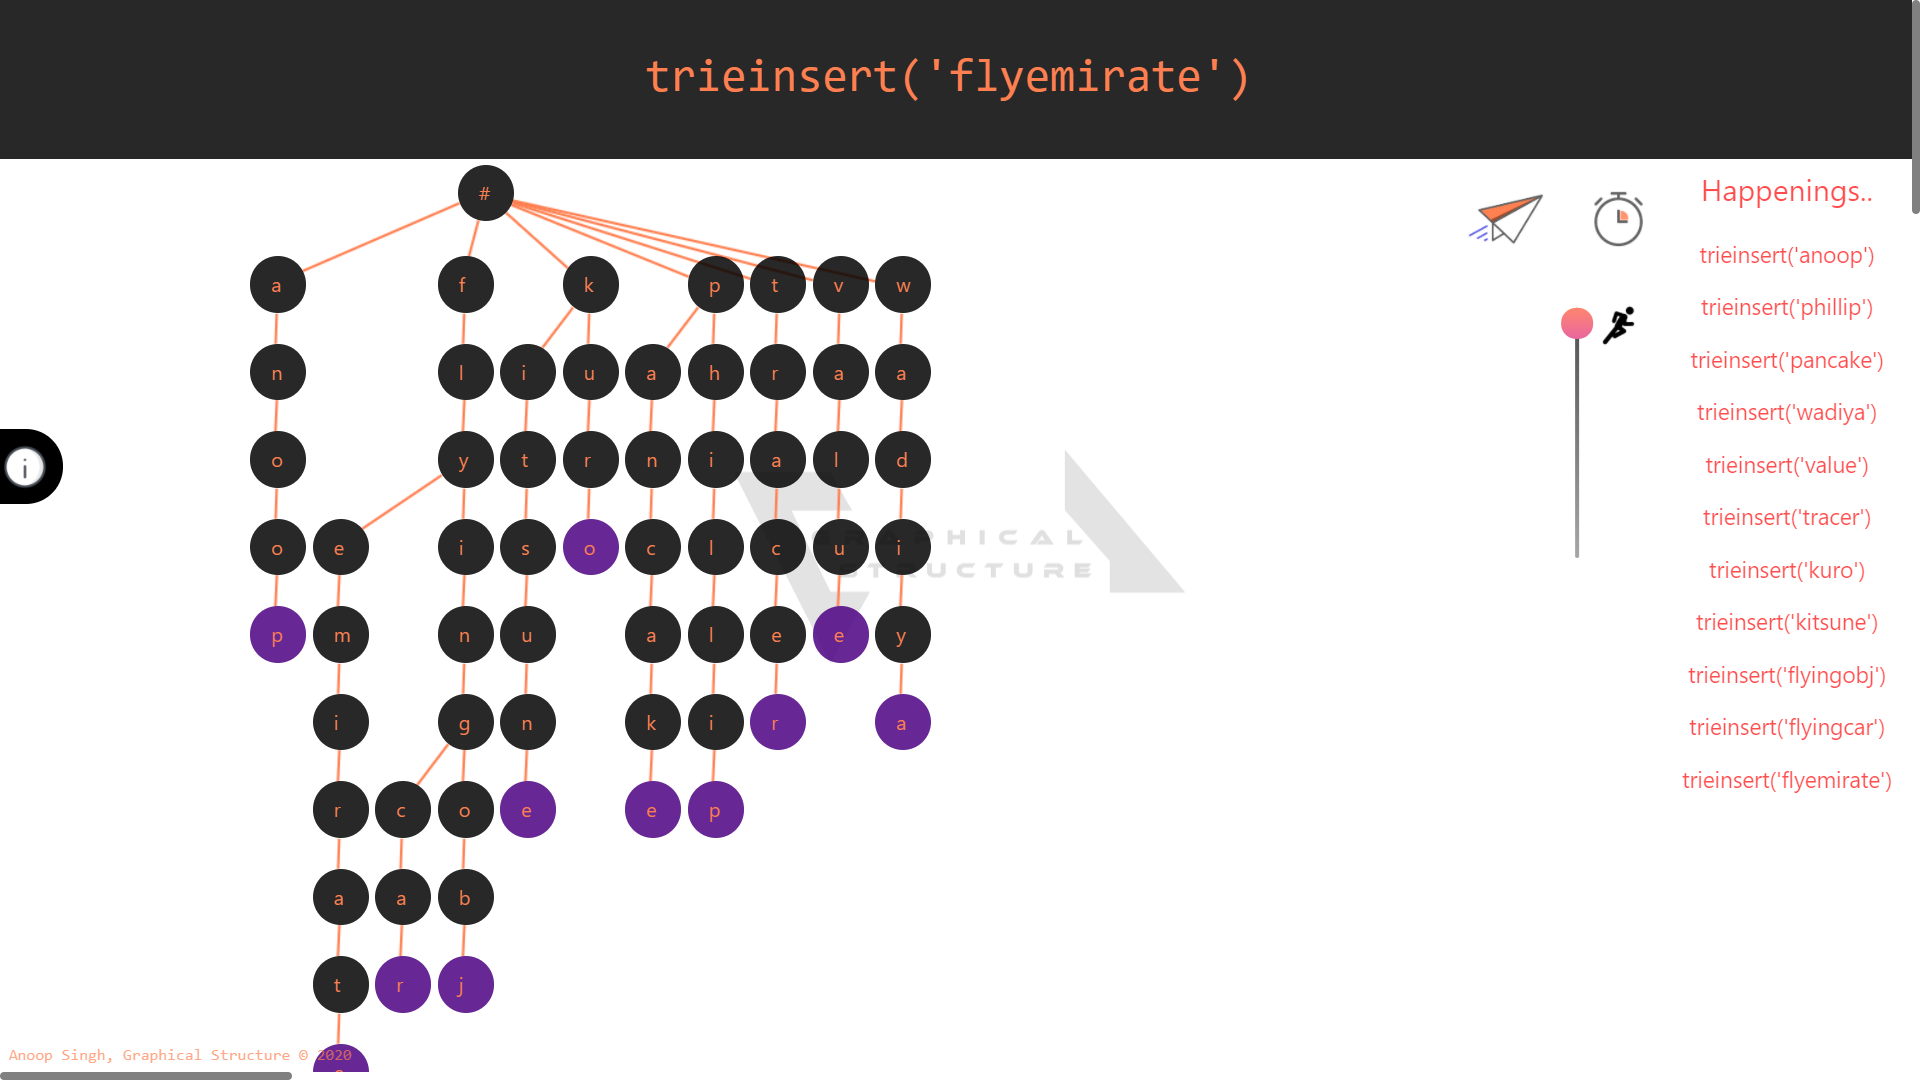 trieinsert('flyemirate')
#
Happenings..
trieinsert('anoop')
trieinsert('phillip')
trieinsert('pancake')
trieinsert('wadiya')
trieinsert('value')
trieinsert('tracer')
trieinsert('kuro')
trieinsert('kitsune')
trieinsert('flyingobj')
trieinsert('flyingcar')
trieinsert('flyemirate')
a f k p t v w
n l i u a h r a a
o y t r n i a l d
o e i s o c l c u i
p m n u a l e e y
i g n k i r a
r c o e e p
a a b
t r j
GRAPHICAL
STRUCTURE
i
Anoop Singh, Graphical Structure © 2020